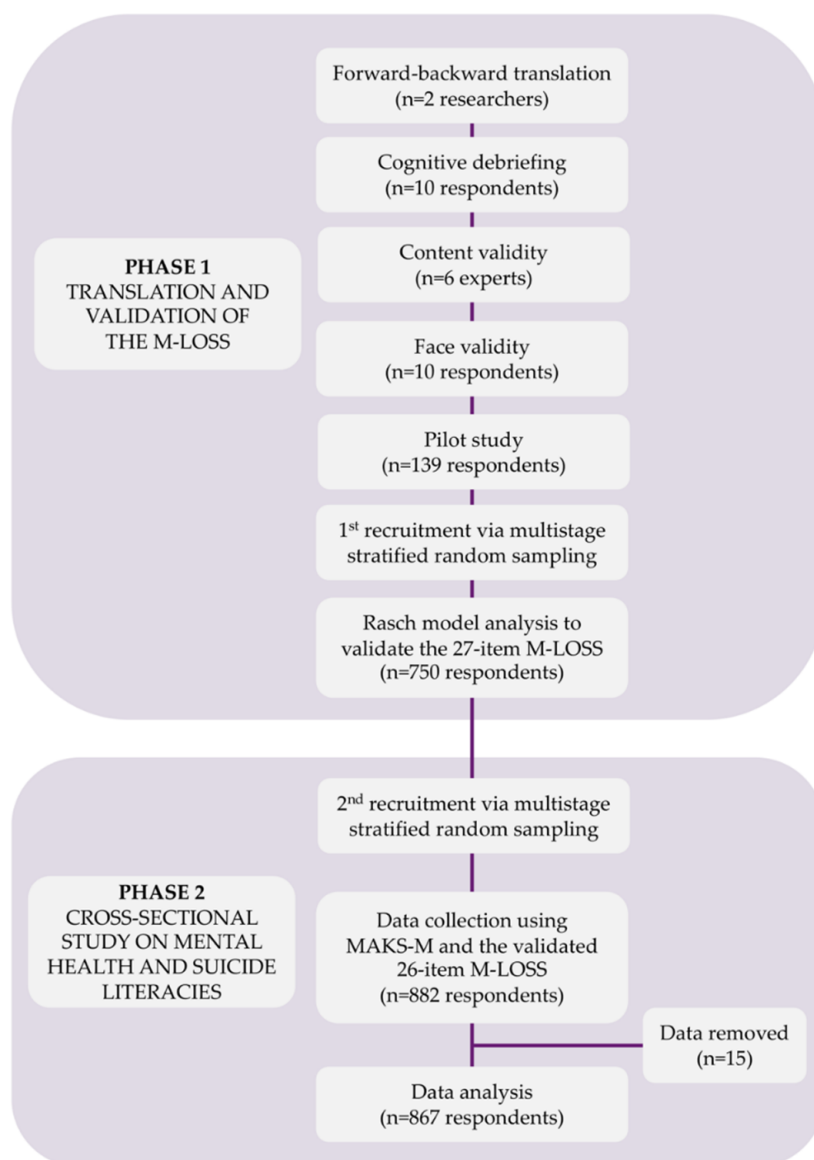 Forward-backward translation
(n=2 researchers)
Cognitive debriefing
(n=10 respondents)
Content validity
(n=6 experts)
PHASE 1
TRANSLATION AND
VALIDATION OF
THE M-LOSS
Face validity
(n=10 respondents)
Pilot study
(n=139 respondents)
1st recruitment via multistage
stratified random sampling
Rasch model analysis to
validate the 27-item M-LOSS
(n=750 respondents)
2nd recruitment via multistage
stratified random sampling
PHASE 2
CROSS-SECTIONAL
STUDY ON MENTAL
HEALTH AND SUICIDE
LITERACIES
Data collection using
MAKS-M and the validated
26-item M-LOSS
(n=882 respondents)
Data removed
(n=15)
Data analysis
(n=867 respondents)